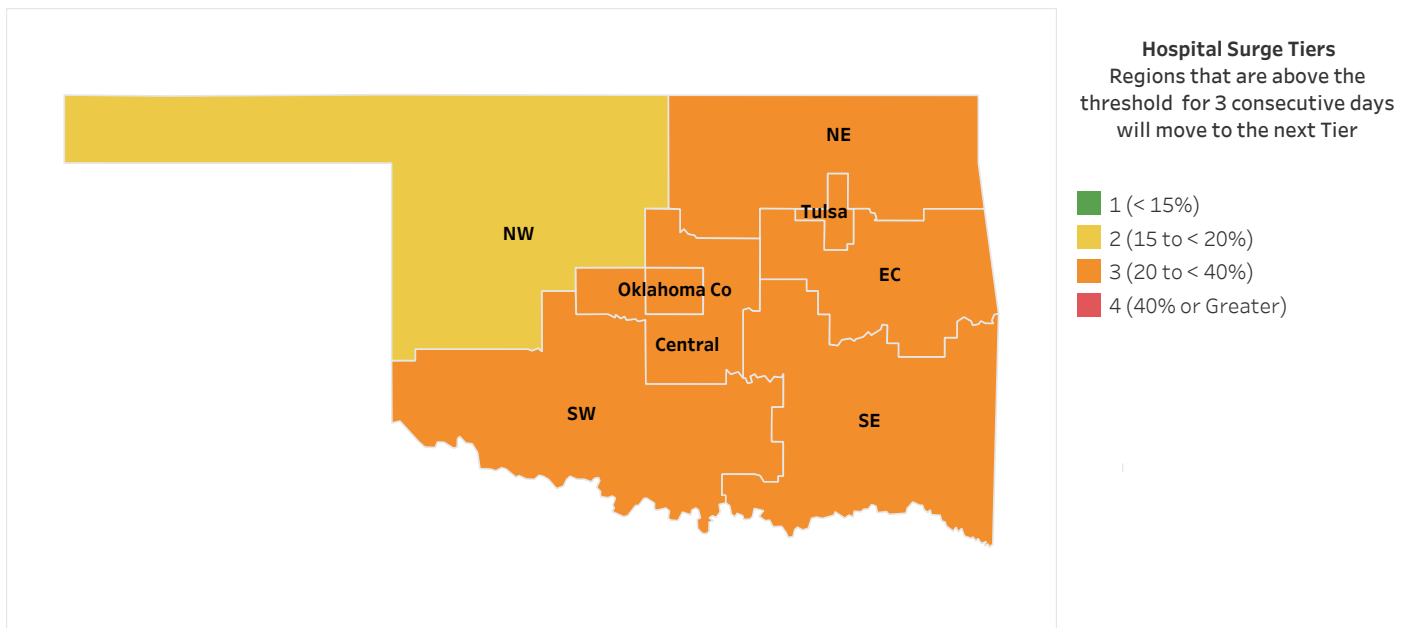 Hospital Surge Tiers
Regions that are above the
threshold for 3 consecutive days
will move to the next Tier
1 (< 15%)
2 (15 to < 20%)
3 (20 to < 40%)
4 (40% or Greater)
NE
Tulsa
NW
EC
Oklahoma Co
Central
SW
SE